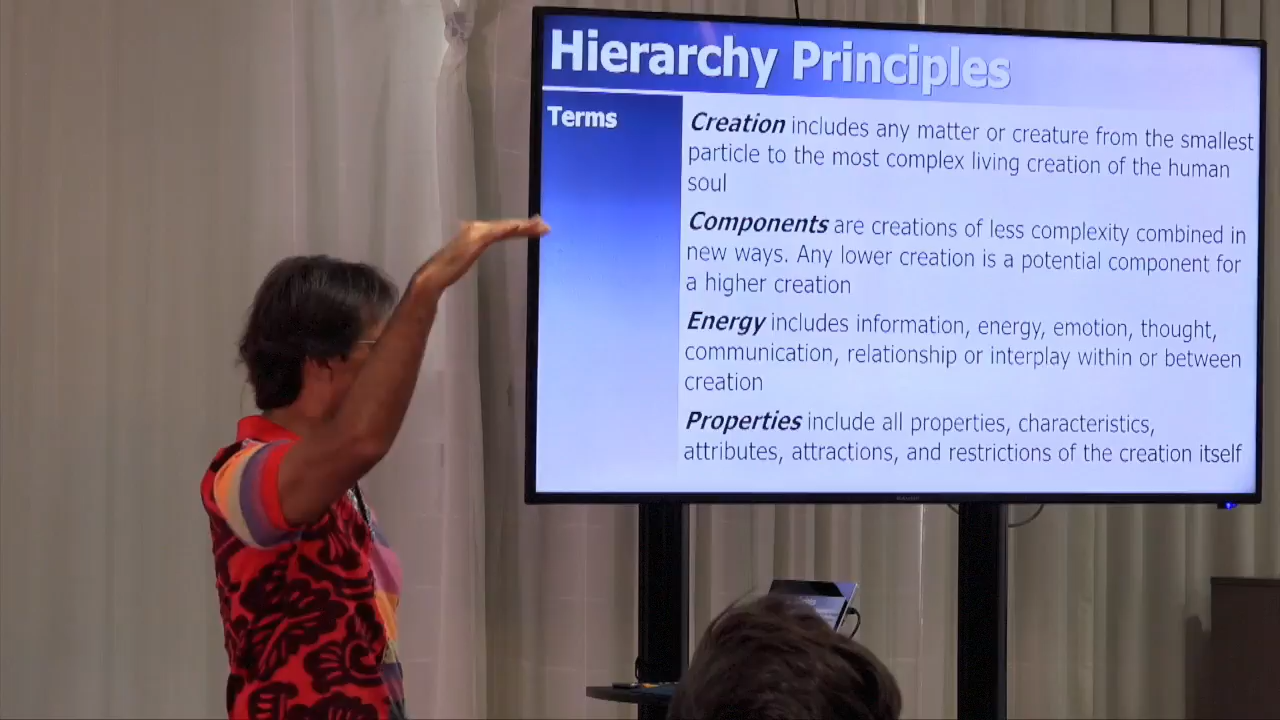 Hierarchy Principles
Terms
Creation includes any matter or creature from the smallest
particle to the most complex living creation of the human
soul
Components are creations of less complexity combined in
new ways. Any lower creation is a potential component for
a higher creation
Energy includes information, energy, emotion, thought,
communication, relationship or interplay within or between
creation
Properties include all properties, characteristics,
attributes, attractions, and restrictions of the creation itself